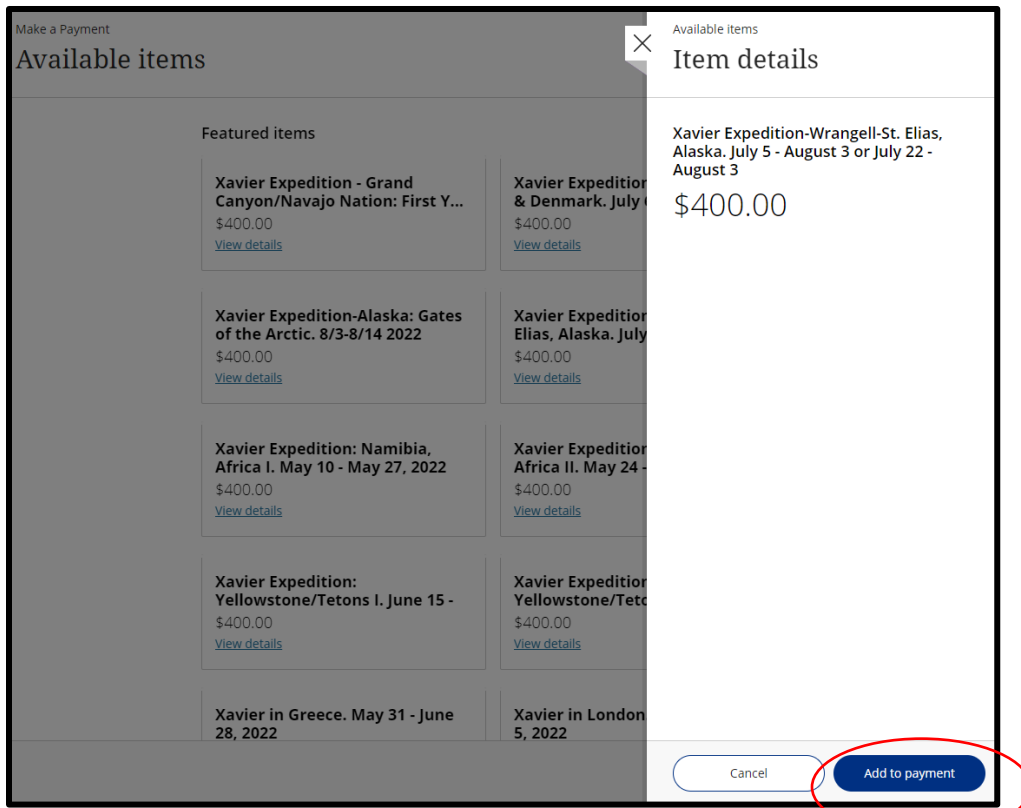 Make a Payment
Available items
Featured items
Xavier Expedition - Grand
Canyon/Navajo Nation: First Y...
$400.00
View details
Xavier Expedition
& Denmark. July
$400.00
View details
Xavier Expedition-Alaska: Gates
of the Arctic. 8/3-8/14 2022
$400.00
View details
Xavier Expedition
Elias, Alaska. July
$400.00
View details
Xavier Expedition: Namibia,
Africa I. May 10 - May 27, 2022
$400.00
View details
Xavier Expedition
Africa II. May 24 -
$400.00
View details
Xavier Expedition:
Yellowstone/Tetons I. June 15 -
$400.00
View details
Xavier Expedition
Yellowstone/Teto
$400.00
View details
Xavier in Greece. May 31 - June
28, 2022
Xavier in London
5, 2022
Available items
Item details
Xavier Expedition-Wrangell-St. Elias,
Alaska. July 5 - August 3 or July 22 -
August 3
$400.00
Cancel
Add to payment